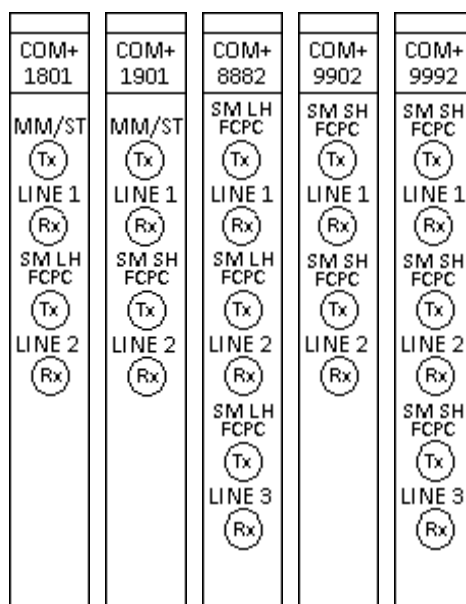 COM+
1801
MM/ST
Tx
LINE 1
Rx
SM LH
FCPC
Tx
LINE 2
Rx
COM+
1901
MM/ST
Tx
LINE 1
Rx
SM SH
FCPC
Tx
LINE 2
Rx
COM+
8882
SM LH
FCPC
Tx
LINE 1
Rx
SM LH
FCPC
Tx
LINE 2
Rx
SM LH
FCPC
Tx
LINE 3
Rx
COM+
9902
SM SH
FCPC
Tx
LINE 1
Rx
SM SH
FCPC
Tx
LINE 2
Rx
COM+
9992
SM SH
FCPC
Tx
LINE 1
Rx
SM SH
FCPC
Tx
LINE 2
Rx
SM SH
FCPC
Tx
LINE 3
Rx